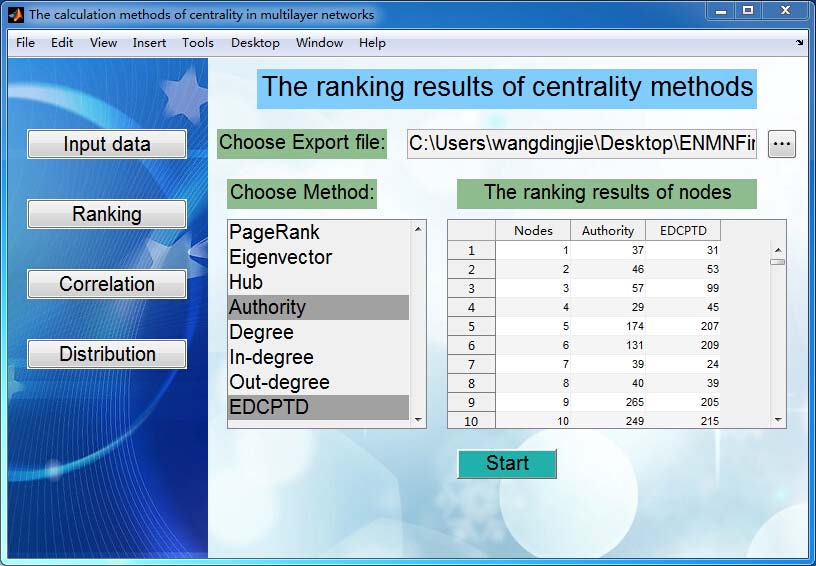 The calculation methods of centrality in multilayer networks
File Edit View Insert Tools Desktop Window Help
The ranking results of centrality methods
Input data
Ranking
Correlation
Distribution
Choose Export file: C:\Users\wangdingjie\Desktop\ENMNFin ...
Choose Method:
PageRank
Eigenvector
Hub
Authority
Degree
In-degree
Out-degree
EDCPTD
The ranking results of nodes
Nodes Authority EDCPTD
1 1 37 31
2 2 46 53
3 3 57 99
4 4 29 45
5 5 174 207
6 6 131 209
7 7 39 24
8 8 40 39
9 9 265 205
10 10 249 215
Start